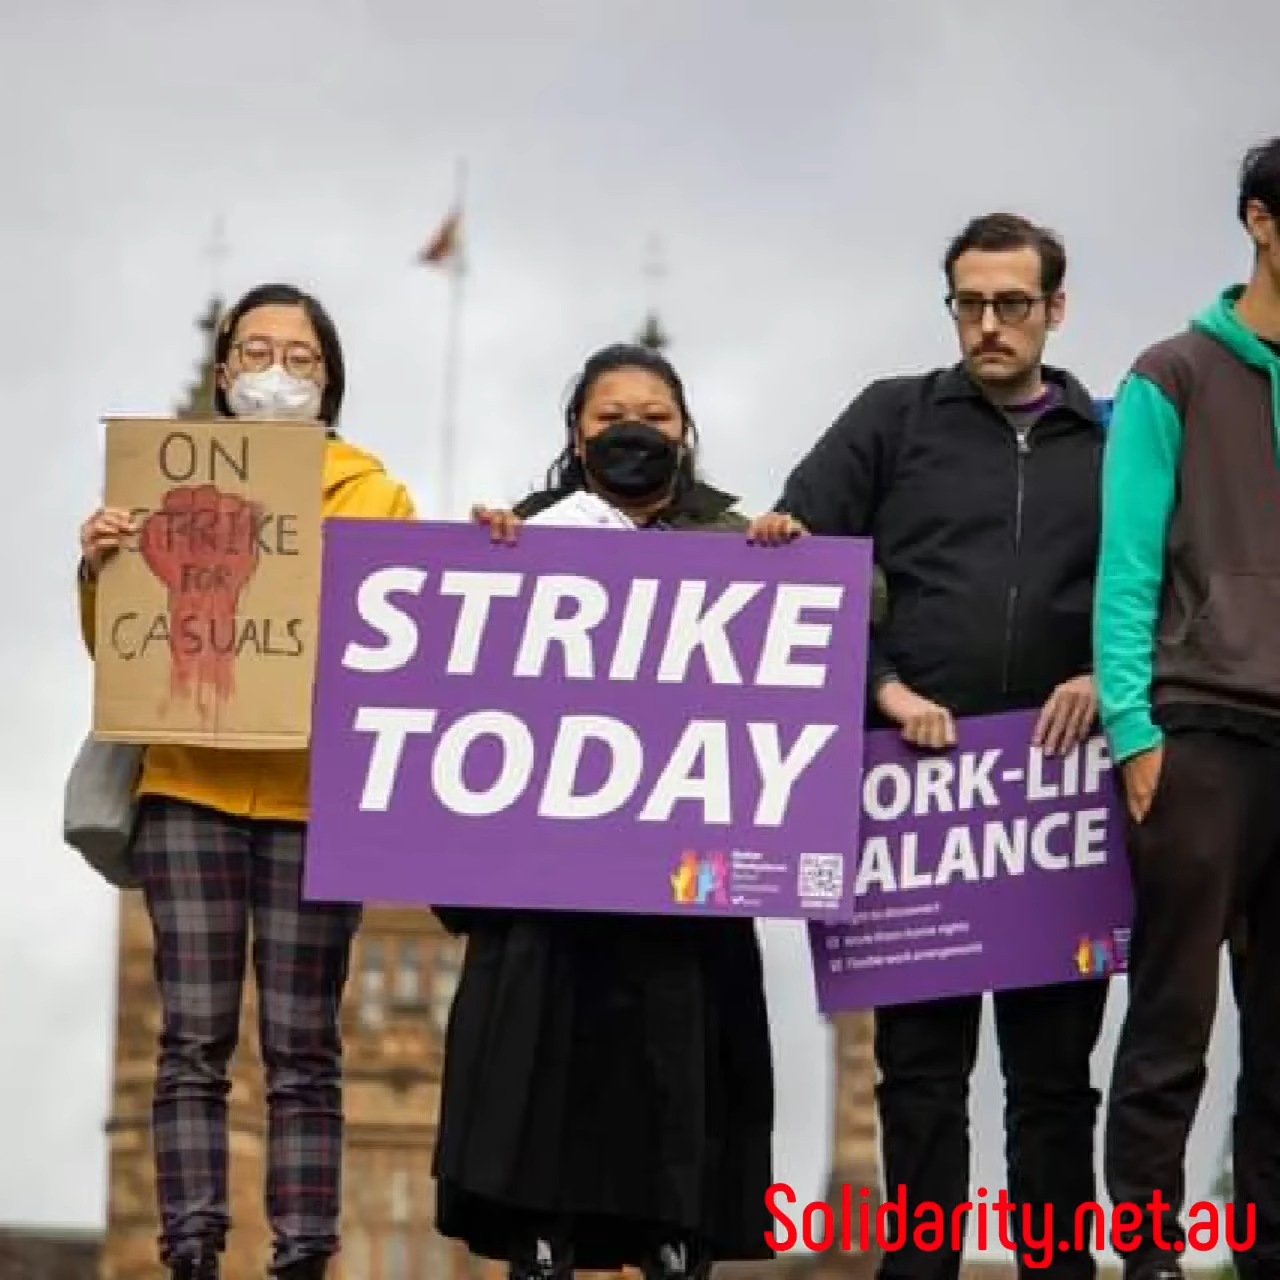 ON
STRIKE
FOR
CASUALS
STRIKE
TODAY
ORK-LIF
ALANCE
Solidarity.net.au